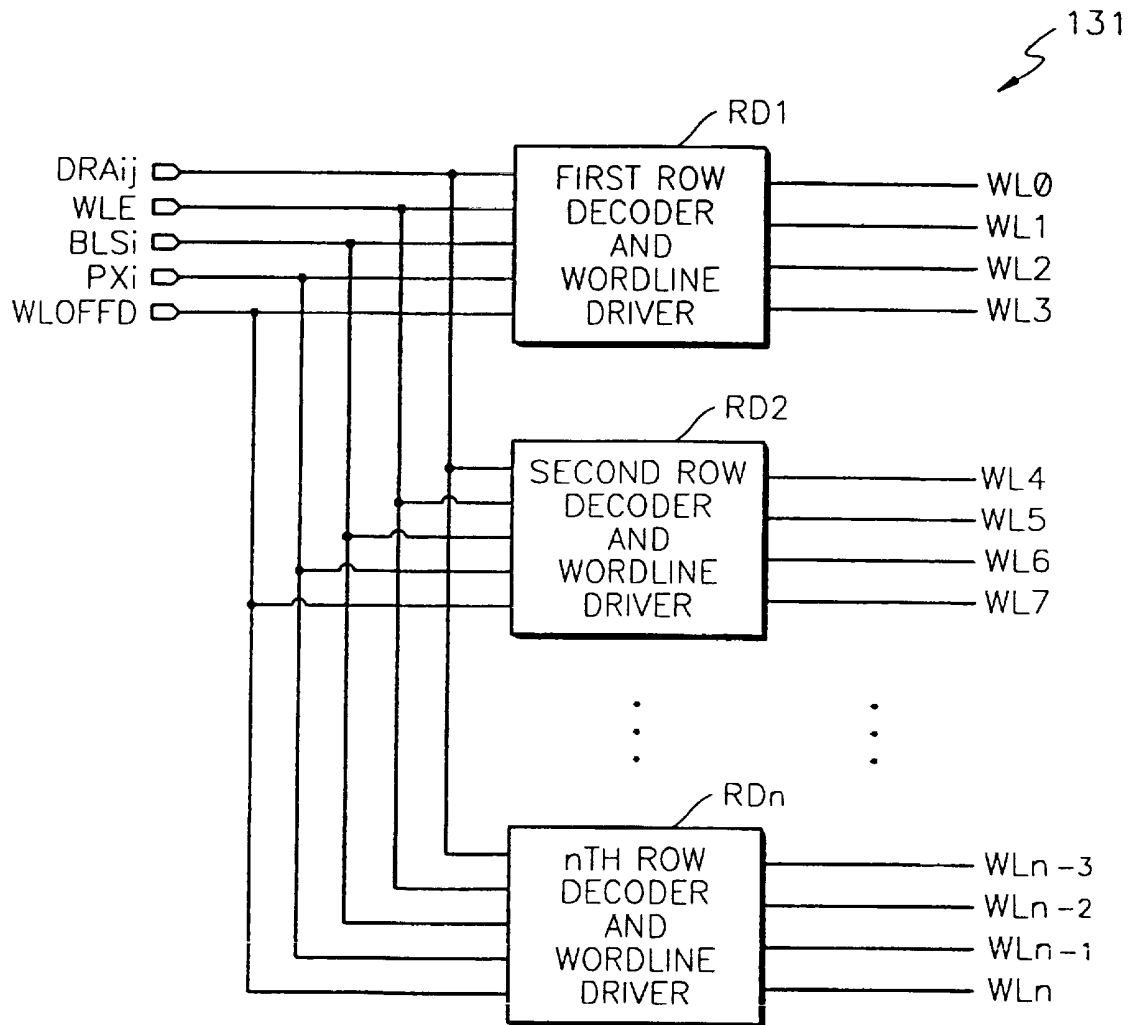 131
RD1
DRAij
WLE
BLSi
PXi
WLOFFD
FIRST ROW
DECODER
AND
WORDLINE
DRIVER
WLØ
WL1
WL2
WL3
RD2
SECOND ROW
DECODER
AND
WORDLINE
DRIVER
WL4
WL5
WL6
WL7
RDn
nTH ROW
DECODER
AND
WORDLINE
DRIVER
WLn-3
WLn-2
WLn-1
WLn